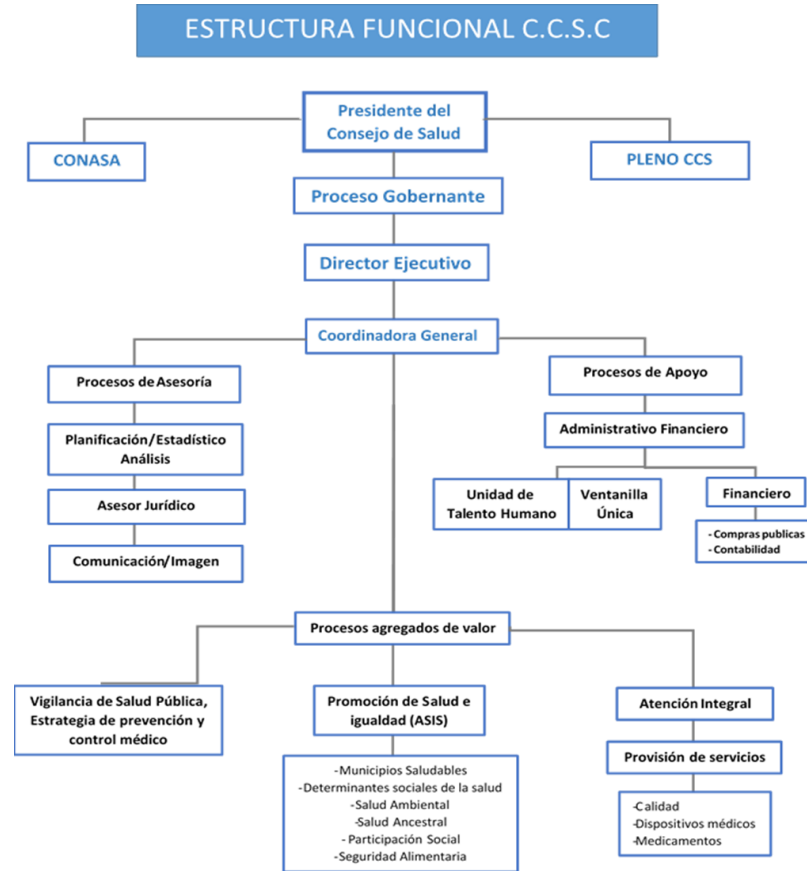 ESTRUCTURA FUNCIONAL C.C.S.C
Presidente del
Consejo de Salud
CONASA
PLENO CCS
Proceso Gobernante
Director Ejecutivo
Coordinadora General
Procesos de Asesoría
Procesos de Apoyo
Planificación/Estadístico
Análisis
Administrativo Financiero
Asesor Jurídico
Unidad de
Talento Humano
Ventanilla
Única
Financiero
Comunicación/Imagen
- Compras publicas
- Contabilidad
Procesos agregados de valor
Vigilancia de Salud Pública,
Estrategia de prevención y
control médico
Promoción de Salud e
igualdad (ASIS)
Atención Integral
Provisión de servicios
-Municipios Saludables
-Determinantes sociales de la salud
-Salud Ambiental
-Salud Ancestral
- Participación Social
-Seguridad Alimentaria
-Calidad
-Dispositivos médicos
-Medicamentos